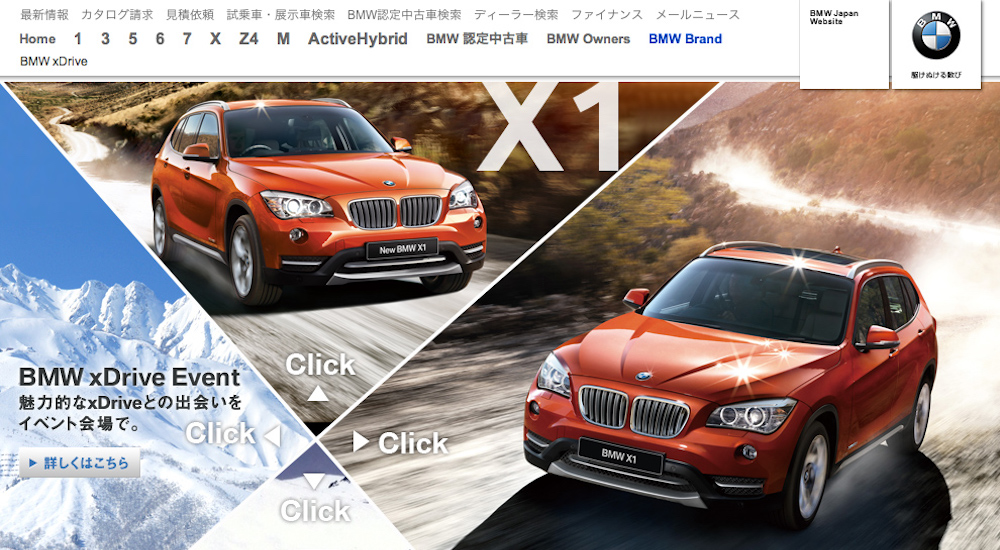 最新情報 カタログ請求 見積依頼 試乗車・展示車検索 BMW認定中古車検索 ディーラー検索 ファイナンス メールニュース
Home 1 3 5 6 7 X Z4 M ActiveHybrid BMW 認定中古車 BMW Owners BMW Brand
BMW xDrive
BMW Japan
Website
BMW
駆けぬける歓び
X1
New BMW X1
Click
BMW xDrive Event
魅力的なxDriveとの出会いを
イベント会場で。
詳しくはこちら
Click
Click
Click
BMW X1